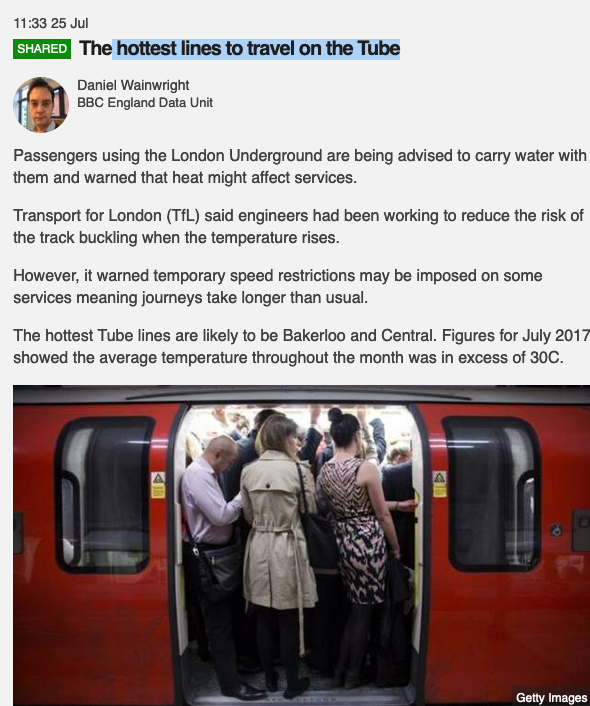 11:33 25 Jul
SHARED The hottest lines to travel on the Tube
Daniel Wainwright
BBC England Data Unit
Passengers using the London Underground are being advised to carry water with
them and warned that heat might affect services.
Transport for London (TfL) said engineers had been working to reduce the risk of
the track buckling when the temperature rises.
However, it warned temporary speed restrictions may be imposed on some
services meaning journeys take longer than usual.
The hottest Tube lines are likely to be Bakerloo and Central. Figures for July 2017
showed the average temperature throughout the month was in excess of 30C.
Getty Images